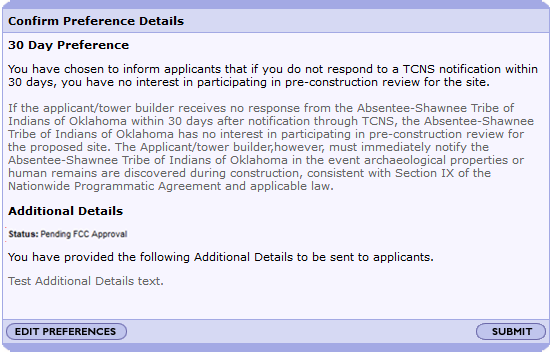 Confirm Preference Details
30 Day Preference
You have chosen to inform applicants that if you do not respond to a TCNS notification within
30 days, you have no interest in participating in pre-construction review for the site.
If the applicant/tower builder receives no response from the Absentee-Shawnee Tribe of
Indians of Oklahoma within 30 days after notification through TCNS, the Absentee-Shawnee
Tribe of Indians of Oklahoma has no interest in participating in pre-construction review for
the proposed site. The Applicant/tower builder,however, must immediately notify the
Absentee-Shawnee Tribe of Indians of Oklahoma in the event archaeological properties or
human remains are discovered during construction, consistent with Section IX of the
Nationwide Programmatic Agreement and applicable law.
Additional Details
Status: Pending FCC Approval
You have provided the following Additional Details to be sent to applicants.
Test Additional Details text.
EDIT PREFERENCES SUBMIT